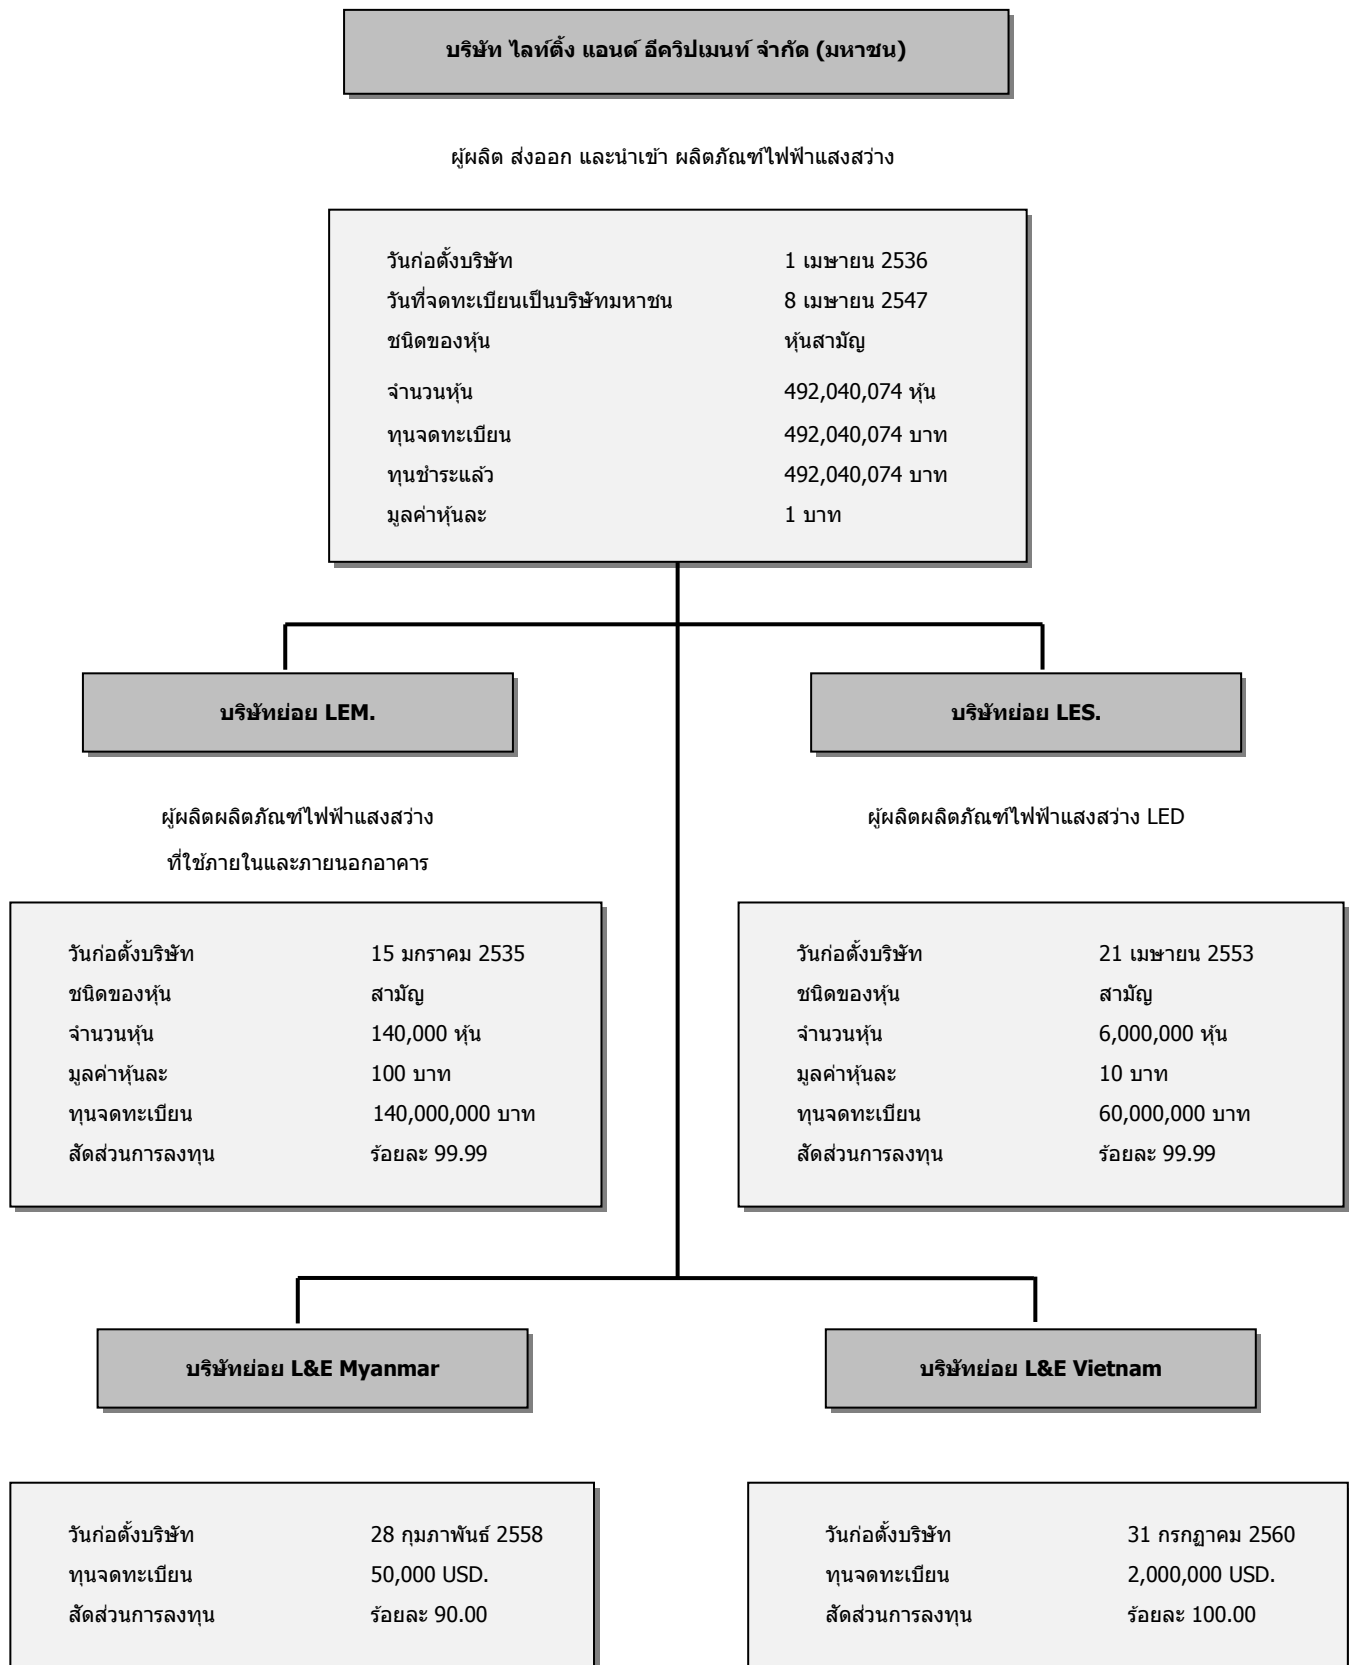 บริษัท ไลท์ติ้ง แอนด์ อีควิปเมนท์ จำกัด (มหาชน)
ผู้ผลิต ส่งออก และนำเข้า ผลิตภัณฑ์ไฟฟ้าแสงสว่าง
วันก่อตั้งบริษัท 1 เมษายน 2536
วันที่จดทะเบียนเป็นบริษัทมหาชน 8 เมษายน 2547
ชนิดของหุ้น หุ้นสามัญ
จำนวนหุ้น 492,040,074 หุ้น
ทุนจดทะเบียน 492,040,074 บาท
ทุนชำระแล้ว 492,040,074 บาท
มูลค่าหุ้นละ 1 บาท
บริษัทย่อย LEM.
ผู้ผลิตผลิตภัณฑ์ไฟฟ้าแสงสว่าง
ที่ใช้ภายในและภายนอกอาคาร
วันก่อตั้งบริษัท 15 มกราคม 2535
ชนิดของหุ้น สามัญ
จำนวนหุ้น 140,000 หุ้น
มูลค่าหุ้นละ 100 บาท
ทุนจดทะเบียน 140,000,000 บาท
สัดส่วนการลงทุน ร้อยละ 99.99
บริษัทย่อย LES.
ผู้ผลิตผลิตภัณฑ์ไฟฟ้าแสงสว่าง LED
วันก่อตั้งบริษัท 21 เมษายน 2553
ชนิดของหุ้น สามัญ
จำนวนหุ้น 6,000,000 หุ้น
มูลค่าหุ้นละ 10 บาท
ทุนจดทะเบียน 60,000,000 บาท
สัดส่วนการลงทุน ร้อยละ 99.99
บริษัทย่อย L&E Myanmar
วันก่อตั้งบริษัท 28 กุมภาพันธ์ 2558
ทุนจดทะเบียน 50,000 USD.
สัดส่วนการลงทุน ร้อยละ 90.00
บริษัทย่อย L&E Vietnam
วันก่อตั้งบริษัท 31 กรกฏาคม 2560
ทุนจดทะเบียน 2,000,000 USD.
สัดส่วนการลงทุน ร้อยละ 100.00